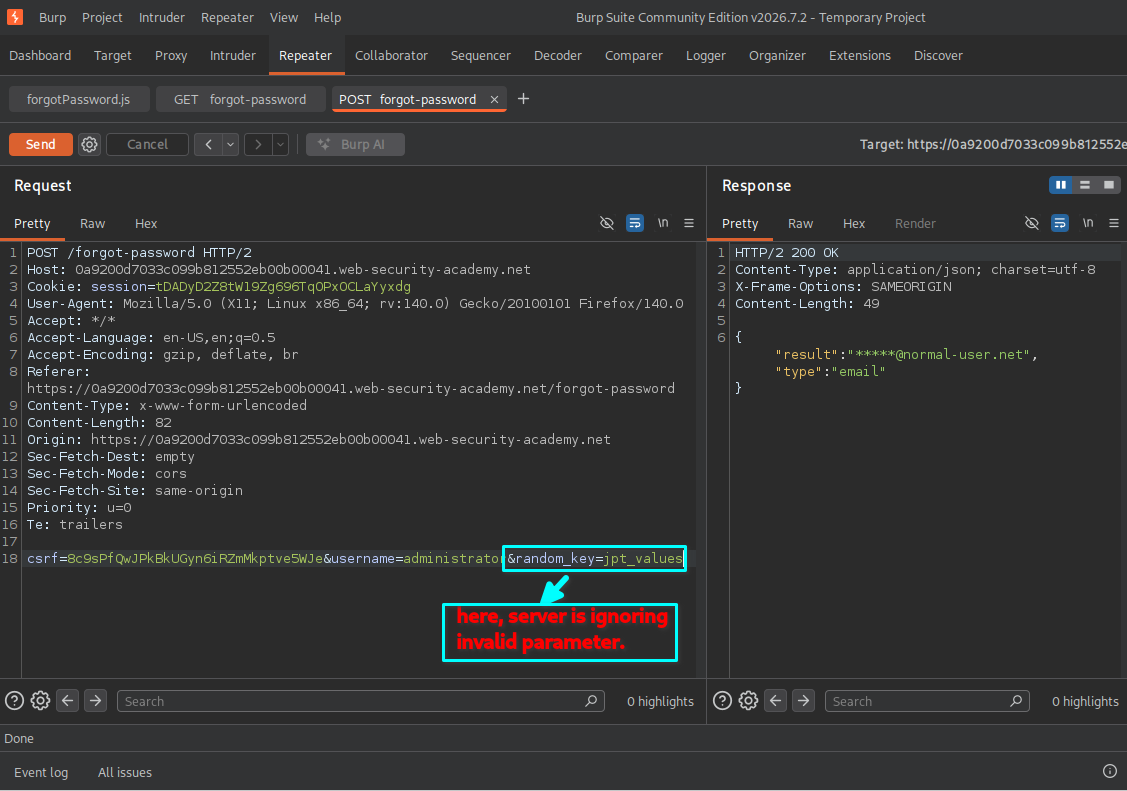 Burp Project Intruder Repeater View Help Burp Suite Community Edition v2026.7.2 - Temporary Project
Dashboard Target Proxy Intruder Repeater Collaborator Sequencer Decoder Comparer Logger Organizer Extensions Discover
forgotPassword.js GET forgot-password POST forgot-password × +
Send Cancel < > Burp AI Target: https://0a9200d7033c099b812552e
Request
Pretty Raw Hex \n
1 POST /forgot-password HTTP/2
2 Host: 0a9200d7033c099b812552eb00b00041.web-security-academy.net
3 Cookie: session=tDADyD2Z8tW19Zg696TqOPxOCLaYyxdg
4 User-Agent: Mozilla/5.0 (X11; Linux x86_64; rv:140.0) Gecko/20100101 Firefox/140.0
5 Accept: */*
6 Accept-Language: en-US,en;q=0.5
7 Accept-Encoding: gzip, deflate, br
8 Referer:
https://0a9200d7033c099b812552eb00b00041.web-security-academy.net/forgot-password
9 Content-Type: x-www-form-urlencoded
10 Content-Length: 82
11 Origin: https://0a9200d7033c099b812552eb00b00041.web-security-academy.net
12 Sec-Fetch-Dest: empty
13 Sec-Fetch-Mode: cors
14 Sec-Fetch-Site: same-origin
15 Priority: u=0
16 Te: trailers
17
18 csrf=8c9sPfQwJPkBkUGyn6iRZmMkptve5WJe&username=administrator&random_key=jpt_values
here, server is ignoring
invalid parameter.
Search 0 highlights
Response
Pretty Raw Hex Render \n
1 HTTP/2 200 OK
2 Content-Type: application/json; charset=utf-8
3 X-Frame-Options: SAMEORIGIN
4 Content-Length: 49
5
6 {
"result":"*****@normal-user.net",
"type":"email"
}
Search 0 highlights
Done
Event log All issues